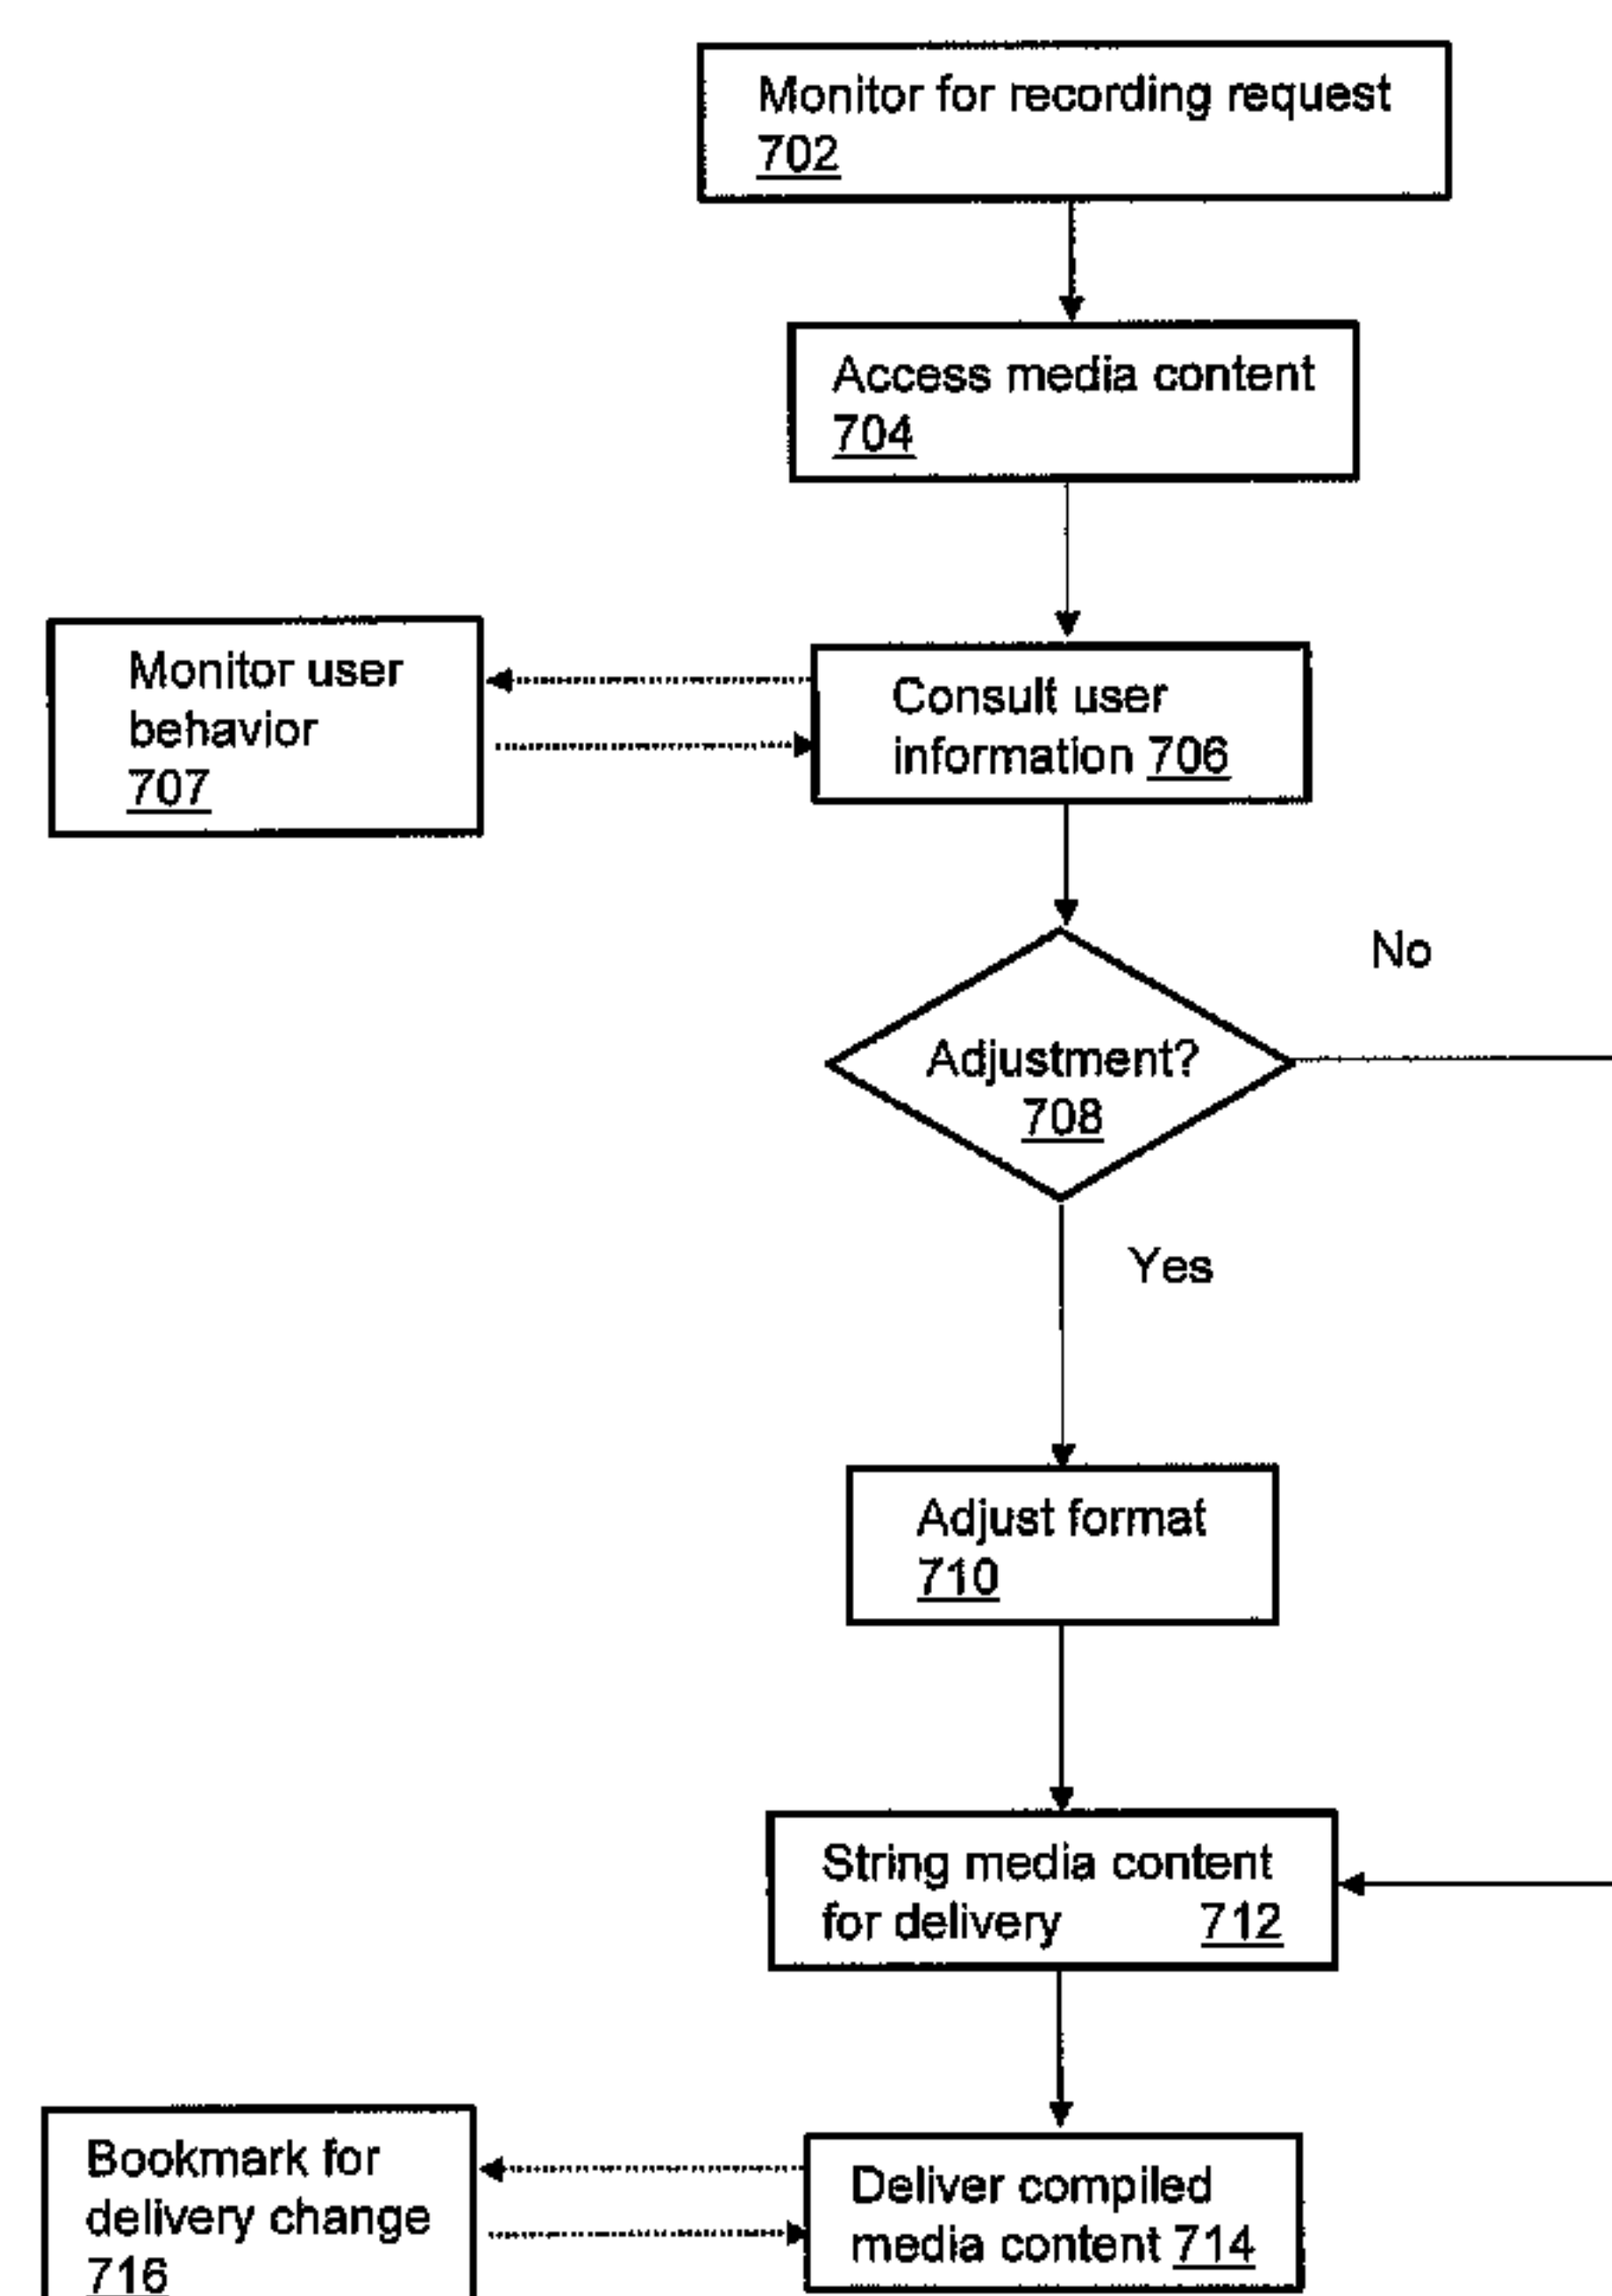 Monitor for recording request
702
Access media content
704
Monitor user
behavior
707
Consult user
information 706
No
Adjustment?
708
Yes
Adjust format
710
String media content
for delivery 712
Bookmark for
delivery change
716
Deliver compiled
media content 714